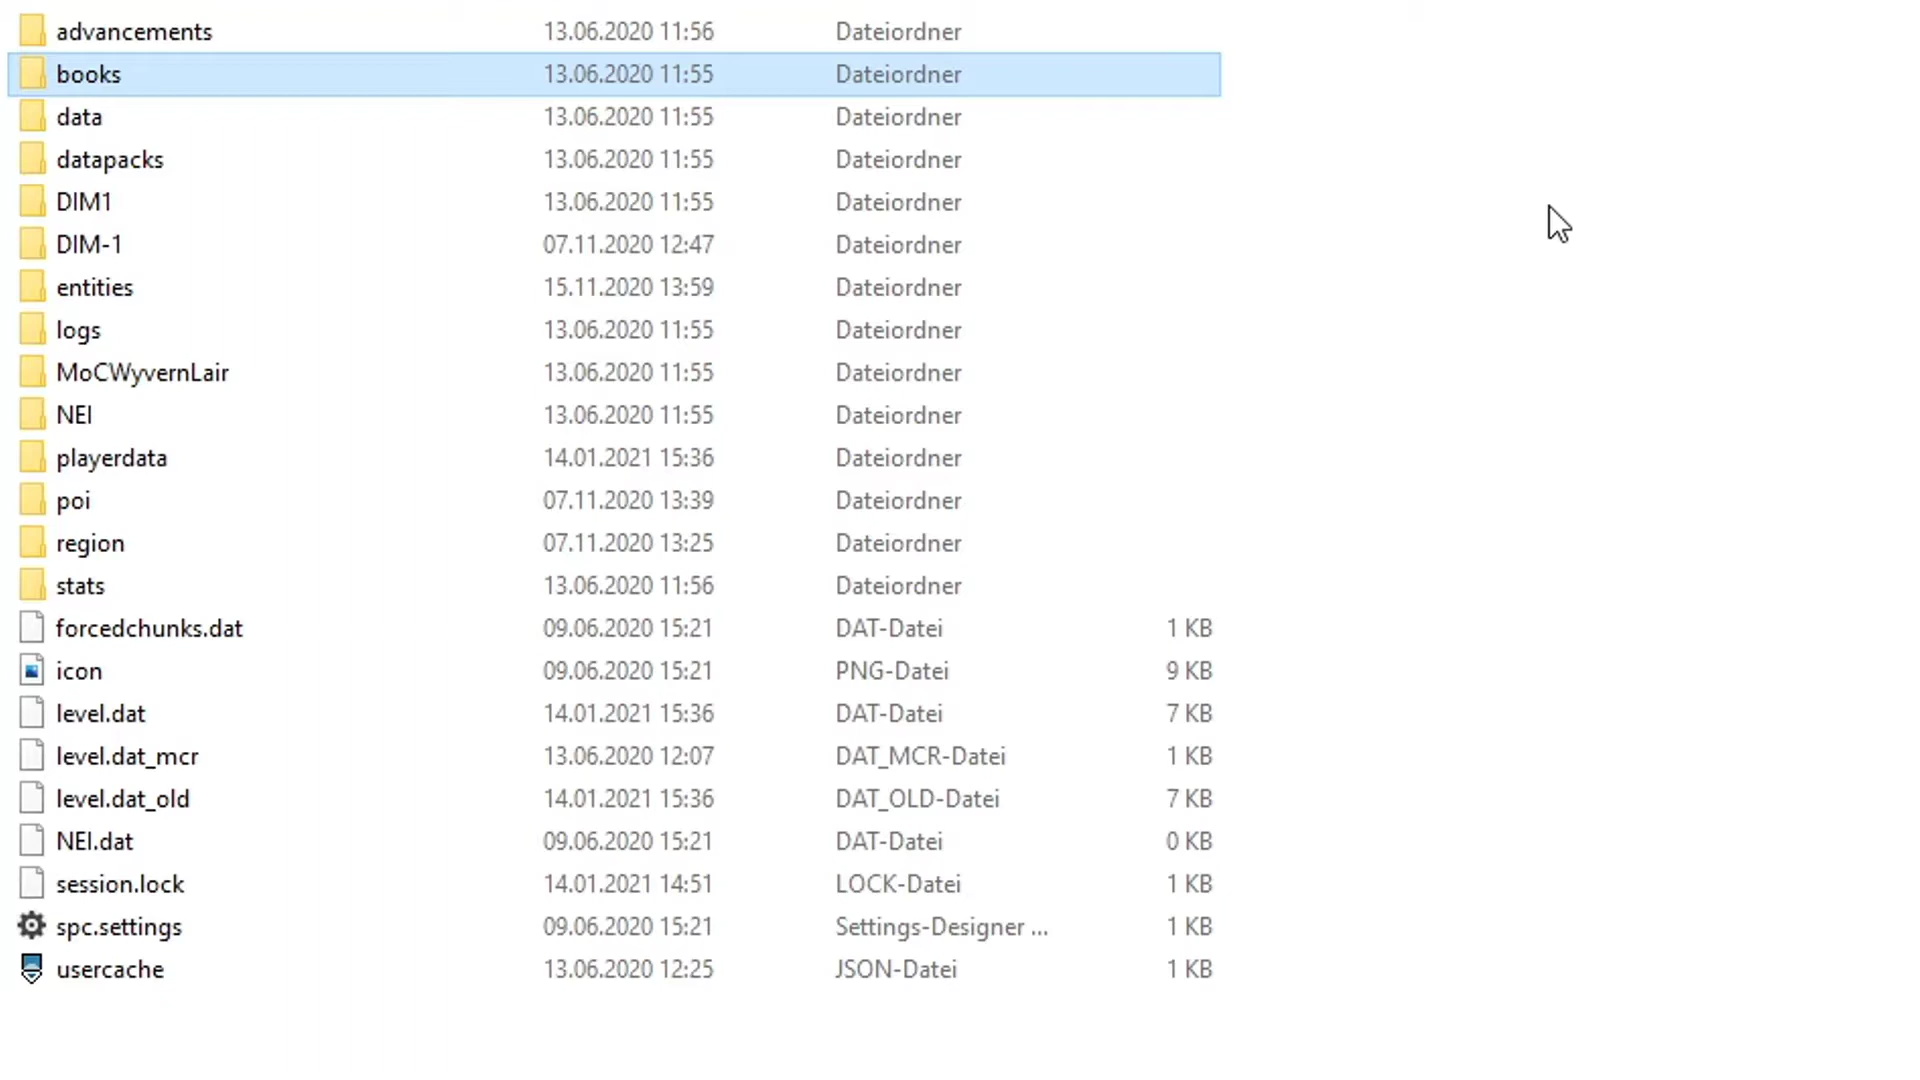 advancements 13.06.2020 11:56 Dateiordner
books 13.06.2020 11:55 Dateiordner
data 13.06.2020 11:55 Dateiordner
datapacks 13.06.2020 11:55 Dateiordner
DIM1 13.06.2020 11:55 Dateiordner
DIM-1 07.11.2020 12:47 Dateiordner
entities 15.11.2020 13:59 Dateiordner
logs 13.06.2020 11:55 Dateiordner
MoCWyvernLair 13.06.2020 11:55 Dateiordner
NEI 13.06.2020 11:55 Dateiordner
playerdata 14.01.2021 15:36 Dateiordner
poi 07.11.2020 13:39 Dateiordner
region 07.11.2020 13:25 Dateiordner
stats 13.06.2020 11:56 Dateiordner
forcedchunks.dat 09.06.2020 15:21 DAT-Datei 1 KB
icon 09.06.2020 15:21 PNG-Datei 9 KB
level.dat 14.01.2021 15:36 DAT-Datei 7 KB
level.dat_mcr 13.06.2020 12:07 DAT_MCR-Datei 1 KB
level.dat_old 14.01.2021 15:36 DAT_OLD-Datei 7 KB
NEI.dat 09.06.2020 15:21 DAT-Datei 0 KB
session.lock 14.01.2021 14:51 LOCK-Datei 1 KB
spc.settings 09.06.2020 15:21 Settings-Designer ... 1 KB
usercache 13.06.2020 12:25 JSON-Datei 1 KB